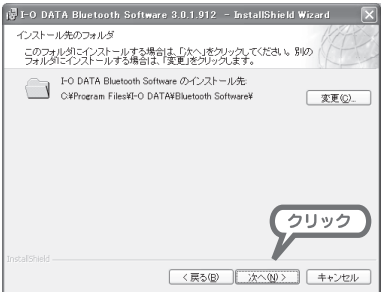 I-O DATA Bluetooth Software 3.0.1.912 - InstallShield Wizard
インストール先のフォルダ
このフォルダにインストールする場合は、「次へ」をクリックしてください。別の
フォルダにインストールする場合は、「変更」をクリックします。
I-O DATA Bluetooth Software のインストール先:
C:¥Program Files¥I-O DATA¥Bluetooth Software¥
変更(C)...
クリック
InstallShield
< 戻る(B)
次へ(N) >
キャンセル